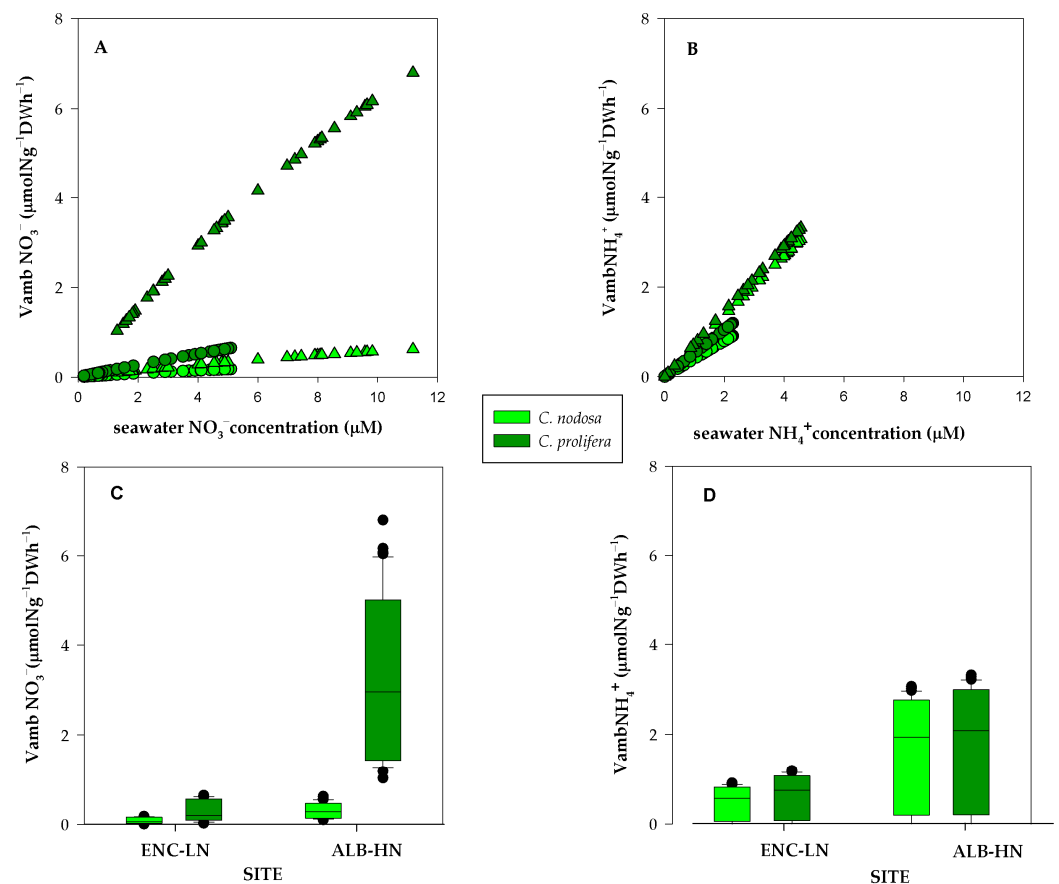 A
Vamb NO₃⁻ (µmolNg⁻¹DWh⁻¹)
8
6
4
2
0
0 2 4 6 8 10 12
seawater NO₃⁻concentration (µM)
B
VambNH₄⁺ (µmolNg⁻¹DWh⁻¹)
8
6
4
2
0
0 2 4 6 8 10 12
seawater NH₄⁺concentration (µM)
C. nodosa
C. prolifera
C
Vamb NO₃⁻(µmolNg⁻¹DWh⁻¹)
8
6
4
2
0
ENC-LN ALB-HN
SITE
D
VambNH₄⁺ (µmolNg⁻¹DWh⁻¹)
8
6
4
2
0
ENC-LN ALB-HN
SITE